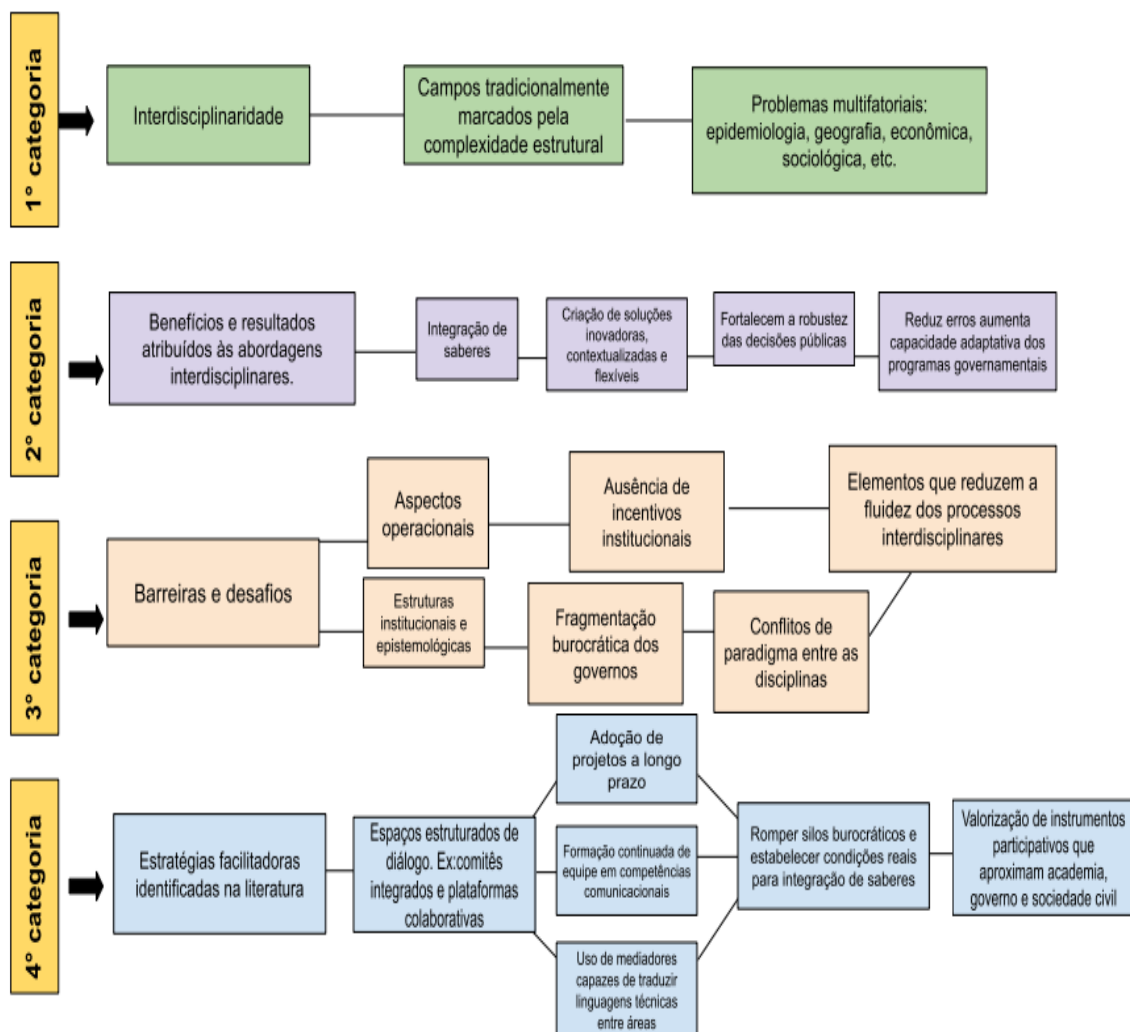 1° categoria
Interdisciplinaridade
Campos tradicionalmente
marcados pela
complexidade estrutural
Problemas multifatoriais:
epidemiologia, geografia, econômica,
sociológica, etc.
2° categoria
Benefícios e resultados
atribuídos às abordagens
interdisciplinares.
Integração de
saberes
Criação de soluções
inovadoras,
contextualizadas e
flexíveis
Fortalecem a robustez
das decisões públicas
Reduz erros aumenta
capacidade adaptativa dos
programas governamentais
3° categoria
Barreiras e desafios
Aspectos
operacionais
Ausência de
incentivos
institucionais
Elementos que reduzem a
fluidez dos processos
interdisciplinares
Estruturas
institucionais e
epistemológicas
Fragmentação
burocrática dos
governos
Conflitos de
paradigma entre as
disciplinas
4° categoria
Estratégias facilitadoras
identificadas na literatura
Espaços estruturados de
diálogo. Ex:comitês
integrados e plataformas
colaborativas
Adoção de
projetos a longo
prazo
Formação continuada de
equipe em competências
comunicacionais
Uso de mediadores
capazes de traduzir
linguagens técnicas
entre áreas
Romper silos burocráticos e
estabelecer condições reais
para integração de saberes
Valorização de instrumentos
participativos que
aproximam academia,
governo e sociedade civil